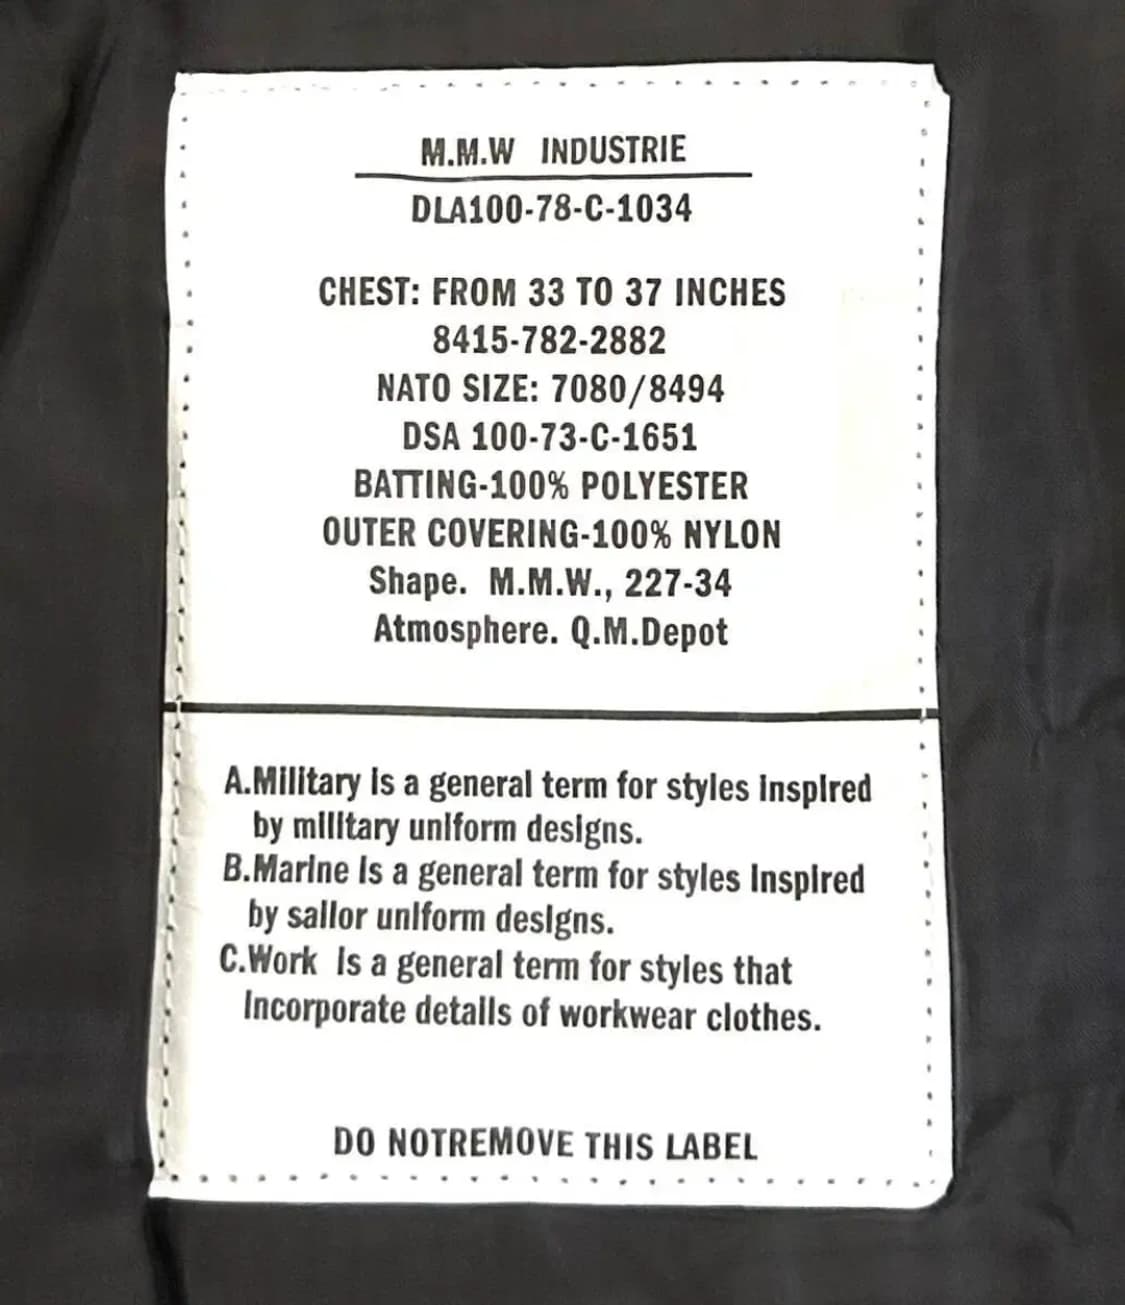 M.M.W INDUSTRIE
DLA100-78-C-1034
CHEST: FROM 33 TO 37 INCHES
8415-782-2882
NATO SIZE: 7080/8494
DSA 100-73-C-1651
BATTING-100% POLYESTER
OUTER COVERING-100% NYLON
Shape. M.M.W., 227-34
Atmosphere. Q.M.Depot
A.Military is a general term for styles inspired
by military uniform designs.
B.Marine is a general term for styles inspired
by sailor uniform designs.
C.Work is a general term for styles that
incorporate details of workwear clothes.
DO NOTREMOVE THIS LABEL